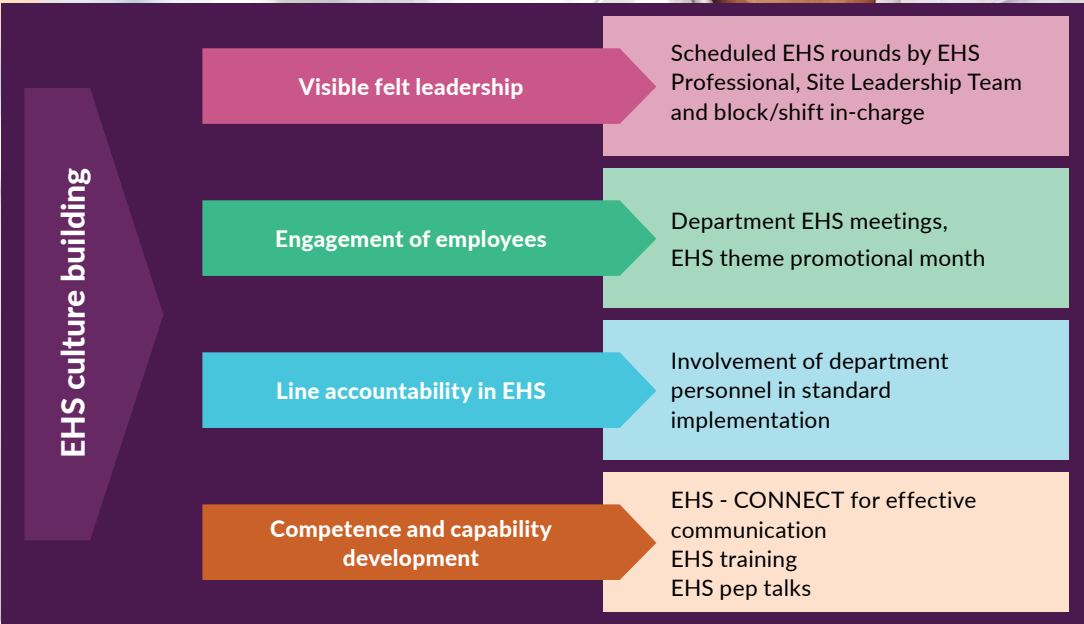 EHS culture building
Visible felt leadership
Scheduled EHS rounds by EHS
Professional, Site Leadership Team
and block/shift in-charge
Engagement of employees
Department EHS meetings,
EHS theme promotional month
Line accountability in EHS
Involvement of department
personnel in standard
implementation
Competence and capability
development
EHS - CONNECT for effective
communication
EHS training
EHS pep talks